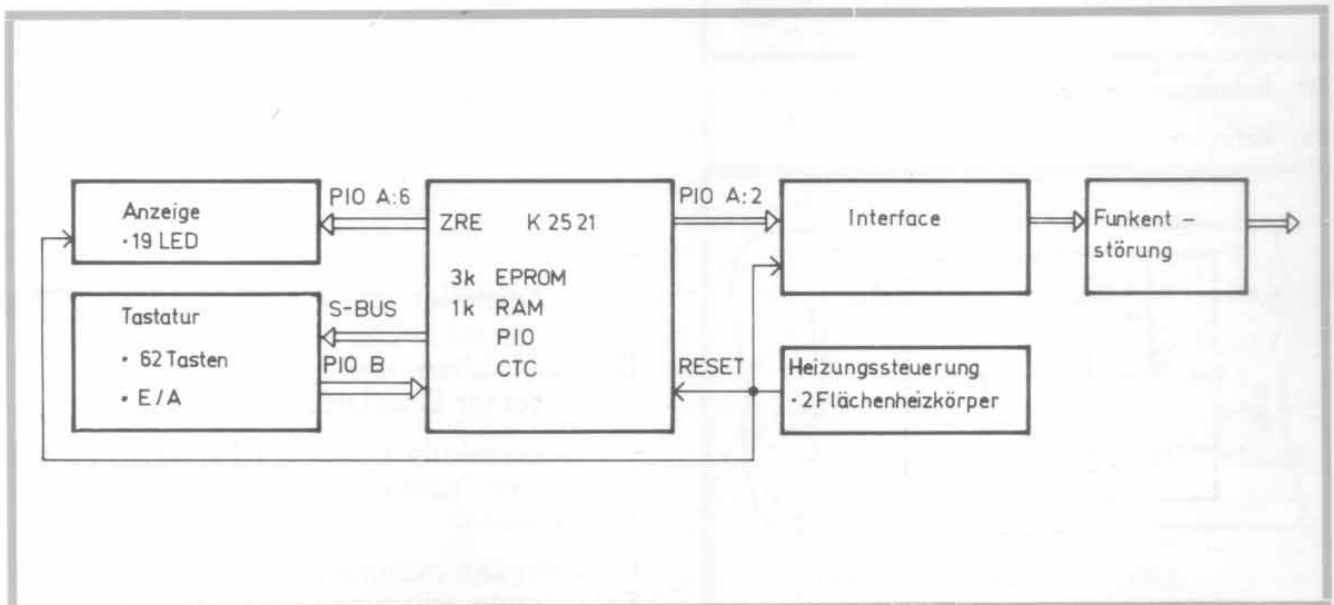 Anzeige
· 19 LED
PIO A:6
ZRE K 2521
3k EPROM
1k RAM
PIO
CTC
PIO A:2
Interface
Funkent -
störung
Tastatur
· 62 Tasten
· E/A
S-BUS
PIO B
RESET
Heizungssteuerung
· 2 Flächenheizkörper